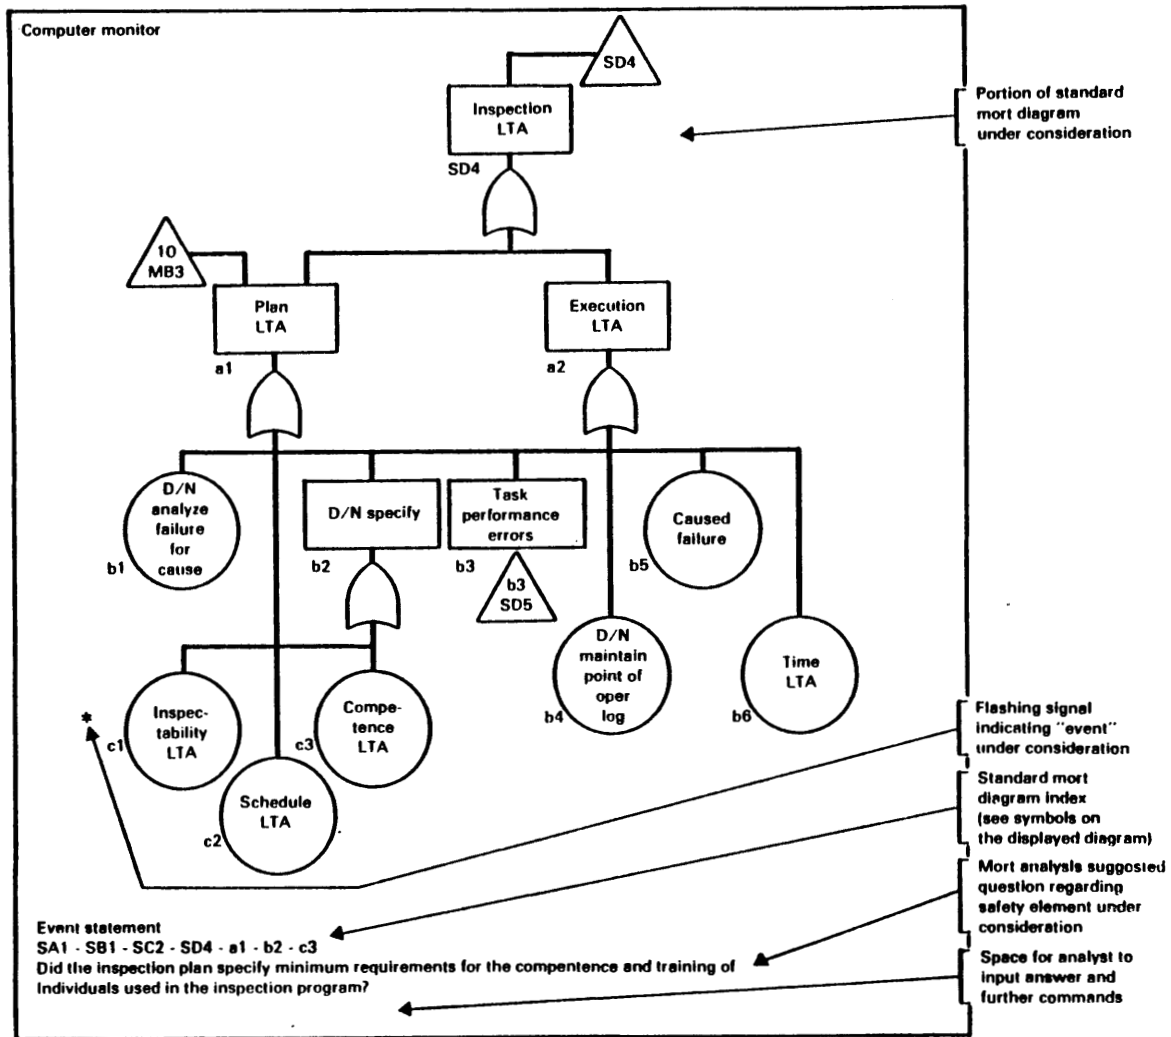 Computer monitor
SD4
Inspection
LTA
SD4
Portion of standard
mort diagram
under consideration
10
MB3
Plan
LTA
a1
Execution
LTA
a2
D/N
analyze
failure
for
cause
b1
D/N specify
b2
Task
performance
errors
b3
b3
SD5
Caused
failure
b5
D/N
maintain
point of
oper
log
b4
Time
LTA
b6
*
Inspec-
tability
LTA
c1
Compe-
tence
LTA
c3
Schedule
LTA
c2
Flashing signal
indicating "event"
under consideration
Standard mort
diagram index
(see symbols on
the displayed diagram)
Mort analysis suggosted
question regarding
safety element under
consideration
Space for analyst to
input answer and
further commands
Event statement
SA1 - SB1 - SC2 - SD4 - a1 - b2 - c3
Did the inspection plan specify minimum requirements for the compentence and training of
Individuals used in the inspection program?